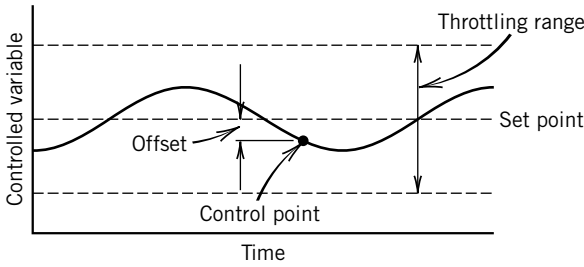 Throttling range
Controlled variable
Set point
Offset
Control point
Time